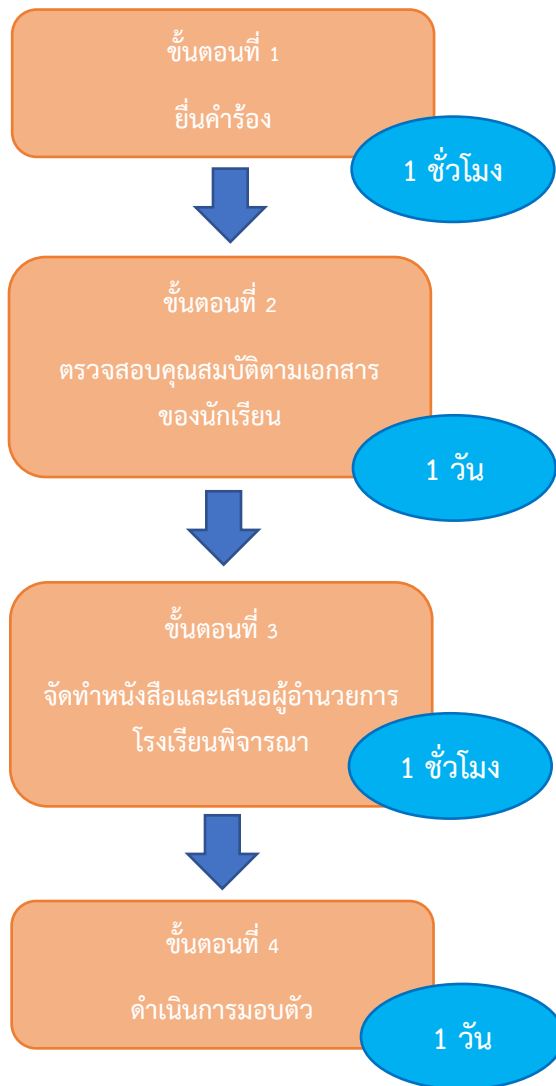 ขั้นตอนที่ 1
ยื่นคำร้อง
1 ชั่วโมง
ขั้นตอนที่ 2
ตรวจสอบคุณสมบัติตามเอกสาร
ของนักเรียน
1 วัน
ขั้นตอนที่ 3
จัดทำหนังสือและเสนอผู้อำนวยการ
โรงเรียนพิจารณา
1 ชั่วโมง
ขั้นตอนที่ 4
ดำเนินการมอบตัว
1 วัน